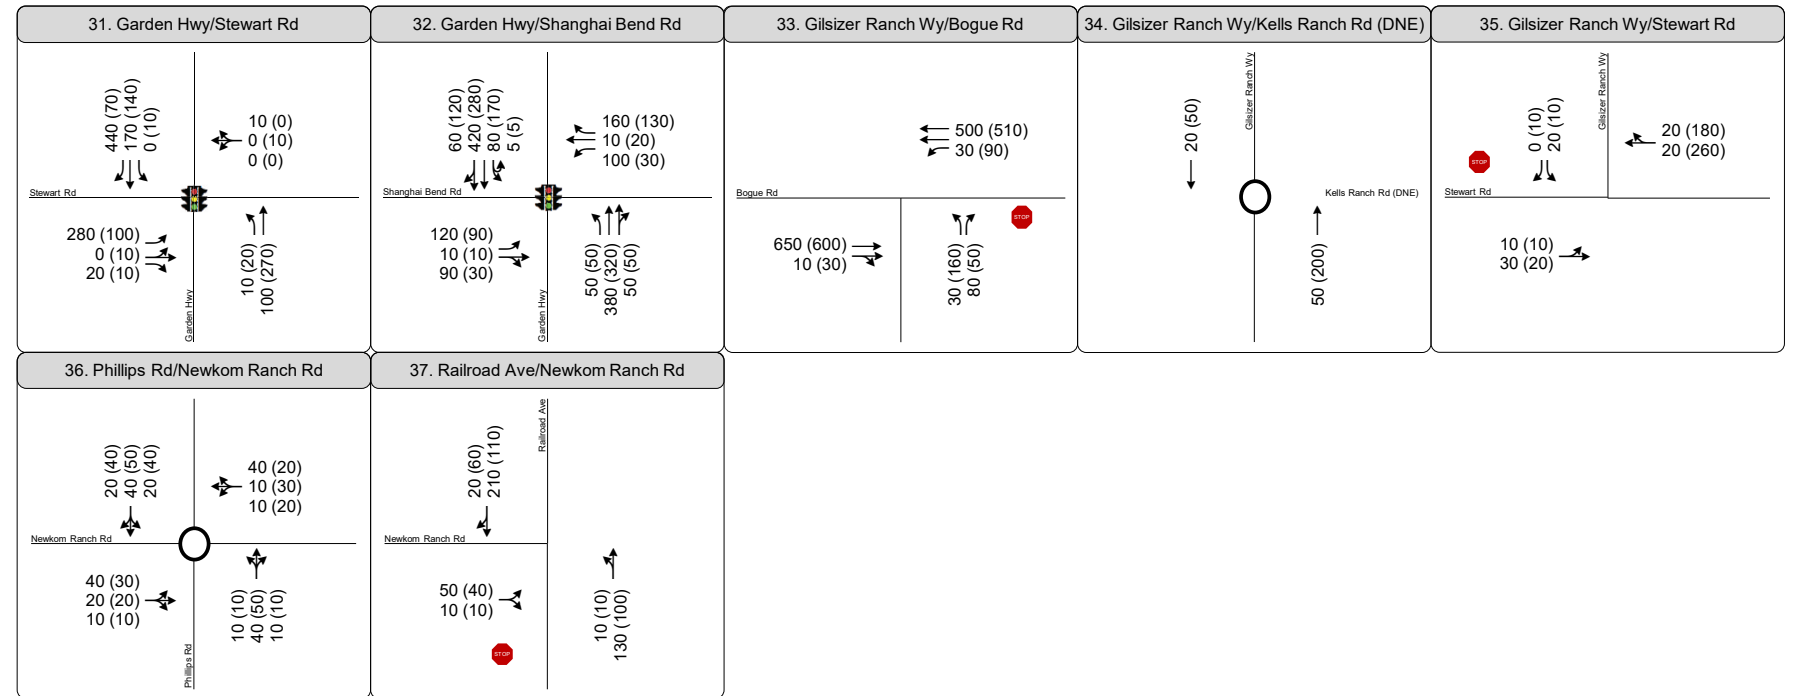 31. Garden Hwy/Stewart Rd
440 (70)
170 (140)
0 (10)
10 (0)
0 (10)
0 (0)
Stewart Rd
280 (100)
0 (10)
20 (10)
10 (20)
100 (270)
Garden Hwy
32. Garden Hwy/Shanghai Bend Rd
60 (120)
420 (280)
80 (170)
5 (5)
160 (130)
10 (20)
100 (30)
Shanghai Bend Rd
120 (90)
10 (10)
90 (30)
50 (50)
380 (320)
50 (50)
Garden Hwy
33. Gilsizer Ranch Wy/Bogue Rd
500 (510)
30 (90)
Bogue Rd
STOP
650 (600)
10 (30)
30 (160)
80 (50)
34. Gilsizer Ranch Wy/Kells Ranch Rd (DNE)
Gilsizer Ranch Wy
20 (50)
Kells Ranch Rd (DNE)
50 (200)
35. Gilsizer Ranch Wy/Stewart Rd
Gilsizer Ranch Wy
0 (10)
20 (10)
20 (180)
20 (260)
STOP
Stewart Rd
10 (10)
30 (20)
36. Phillips Rd/Newkom Ranch Rd
20 (40)
40 (50)
20 (40)
40 (20)
10 (30)
10 (20)
Newkom Ranch Rd
40 (30)
20 (20)
10 (10)
10 (10)
40 (50)
10 (10)
Phillips Rd
37. Railroad Ave/Newkom Ranch Rd
Railroad Ave
20 (60)
210 (110)
Newkom Ranch Rd
50 (40)
10 (10)
10 (10)
130 (100)
STOP